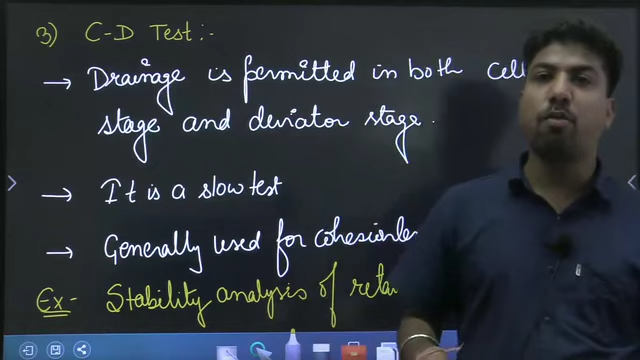 3) C-D Test:-
→ Drainage is permitted in both cell
stage and deviator stage.
→ It is a slow test
→ Generally used for
Ex- Stability analysis of